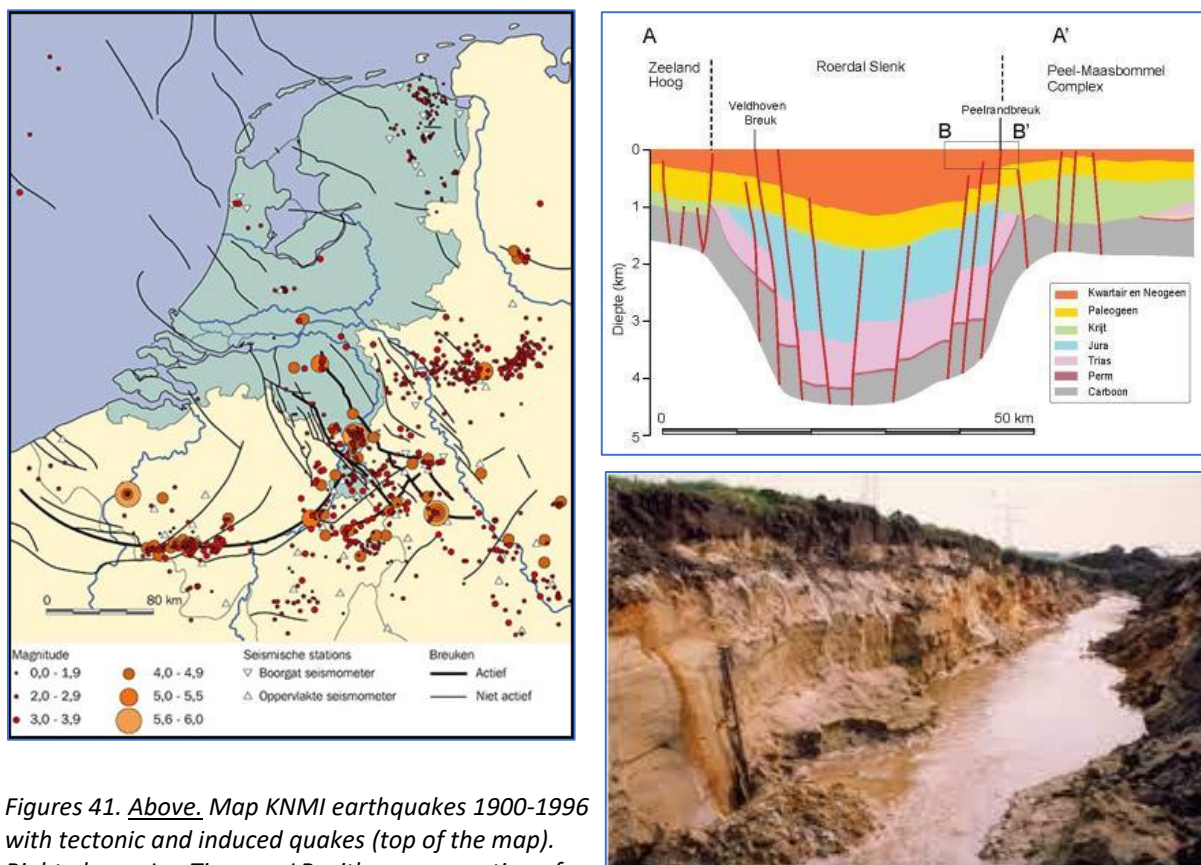 0 80 km
Magnitude
0,0 - 1,9
2,0 - 2,9
3,0 - 3,9
4,0 - 4,9
5,0 - 5,5
5,6 - 6,0
Seismische stations
Boorgat seismometer
Oppervlakte seismometer
Breuken
Actief
Niet actief
A A'
Zeeland
Hoog
Roerdal Slenk
Peel-Maasbommel
Complex
Veldhoven
Breuk
Peelrandbreuk
B B'
0
1
2
3
4
5
Diepte (km)
Kwartair en Neogeen
Paleogeen
Krijt
Jura
Trias
Perm
Carboon
0 50 km
Figures 41. Above. Map KNMI earthquakes 1900-1996
with tectonic and induced quakes (top of the map).